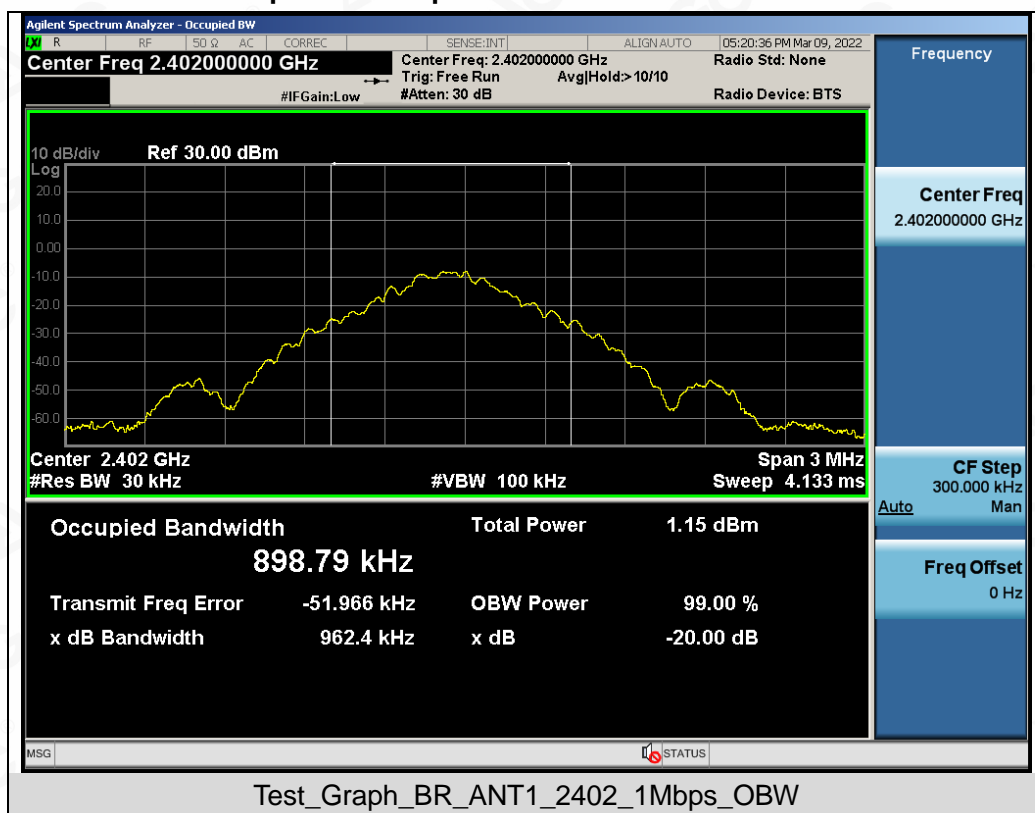 Agilent Spectrum Analyzer - Occupied BW
LXI R RF 50 Ω AC CORREC SENSE:INT ALIGN AUTO 05:20:36 PM Mar 09, 2022
Center Freq 2.402000000 GHz Center Freq: 2.402000000 GHz Radio Std: None
Trig: Free Run Avg|Hold:>10/10
#IFGain:Low #Atten: 30 dB Radio Device: BTS
10 dB/div Ref 30.00 dBm
Log
20.0
10.0
0.00
-10.0
-20.0
-30.0
-40.0
-50.0
-60.0
Center 2.402 GHz Span 3 MHz
#Res BW 30 kHz #VBW 100 kHz Sweep 4.133 ms
Occupied Bandwidth Total Power 1.15 dBm
898.79 kHz
Transmit Freq Error -51.966 kHz OBW Power 99.00 %
x dB Bandwidth 962.4 kHz x dB -20.00 dB
MSG STATUS
Frequency
Center Freq
2.402000000 GHz
CF Step
300.000 kHz
Auto Man
Freq Offset
0 Hz
Test_Graph_BR_ANT1_2402_1Mbps_OBW